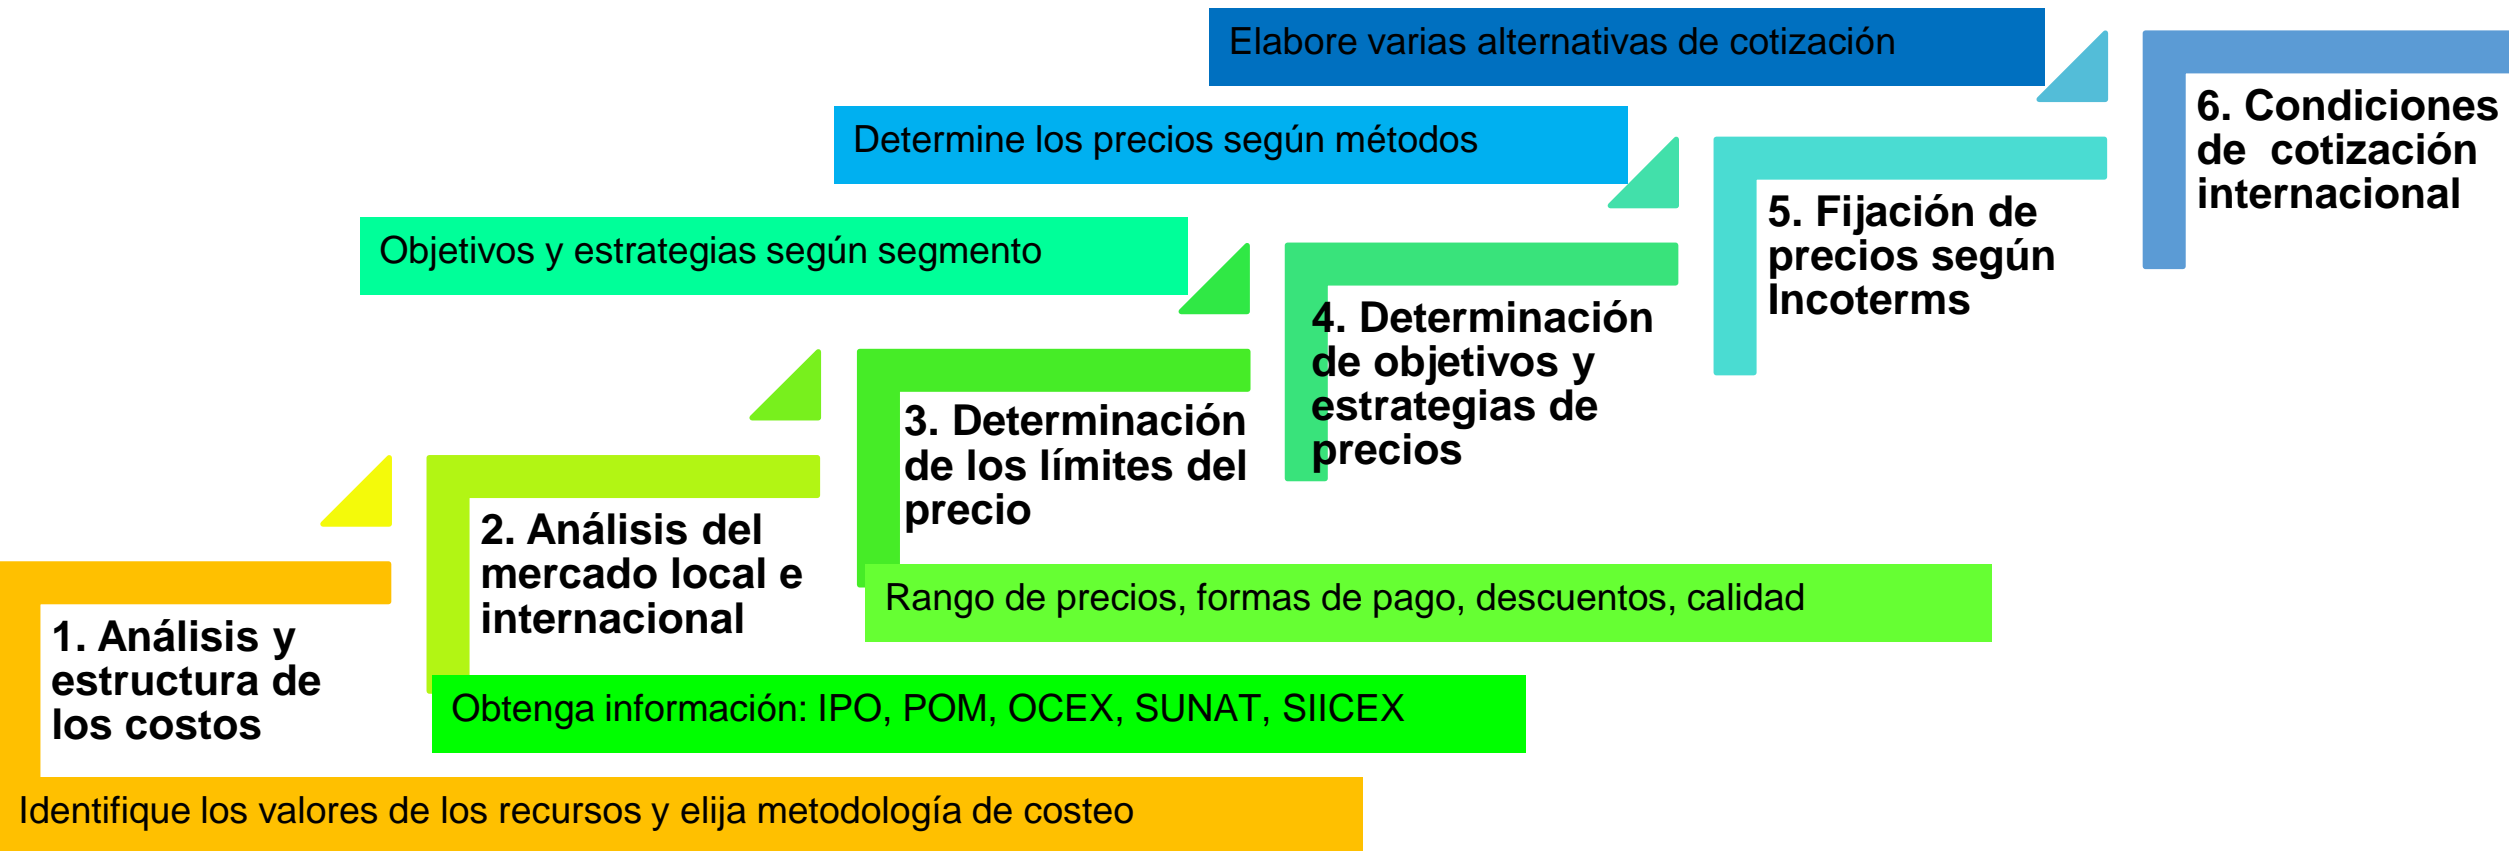 Elabore varias alternativas de cotización
6. Condiciones
de cotización
internacional
Determine los precios según métodos
5. Fijación de
precios según
Incoterms
Objetivos y estrategias según segmento
4. Determinación
de objetivos y
estrategias de
precios
3. Determinación
de los límites del
precio
Rango de precios, formas de pago, descuentos, calidad
2. Análisis del
mercado local e
internacional
Obtenga información: IPO, POM, OCEX, SUNAT, SIICEX
1. Análisis y
estructura de
los costos
Identifique los valores de los recursos y elija metodología de costeo